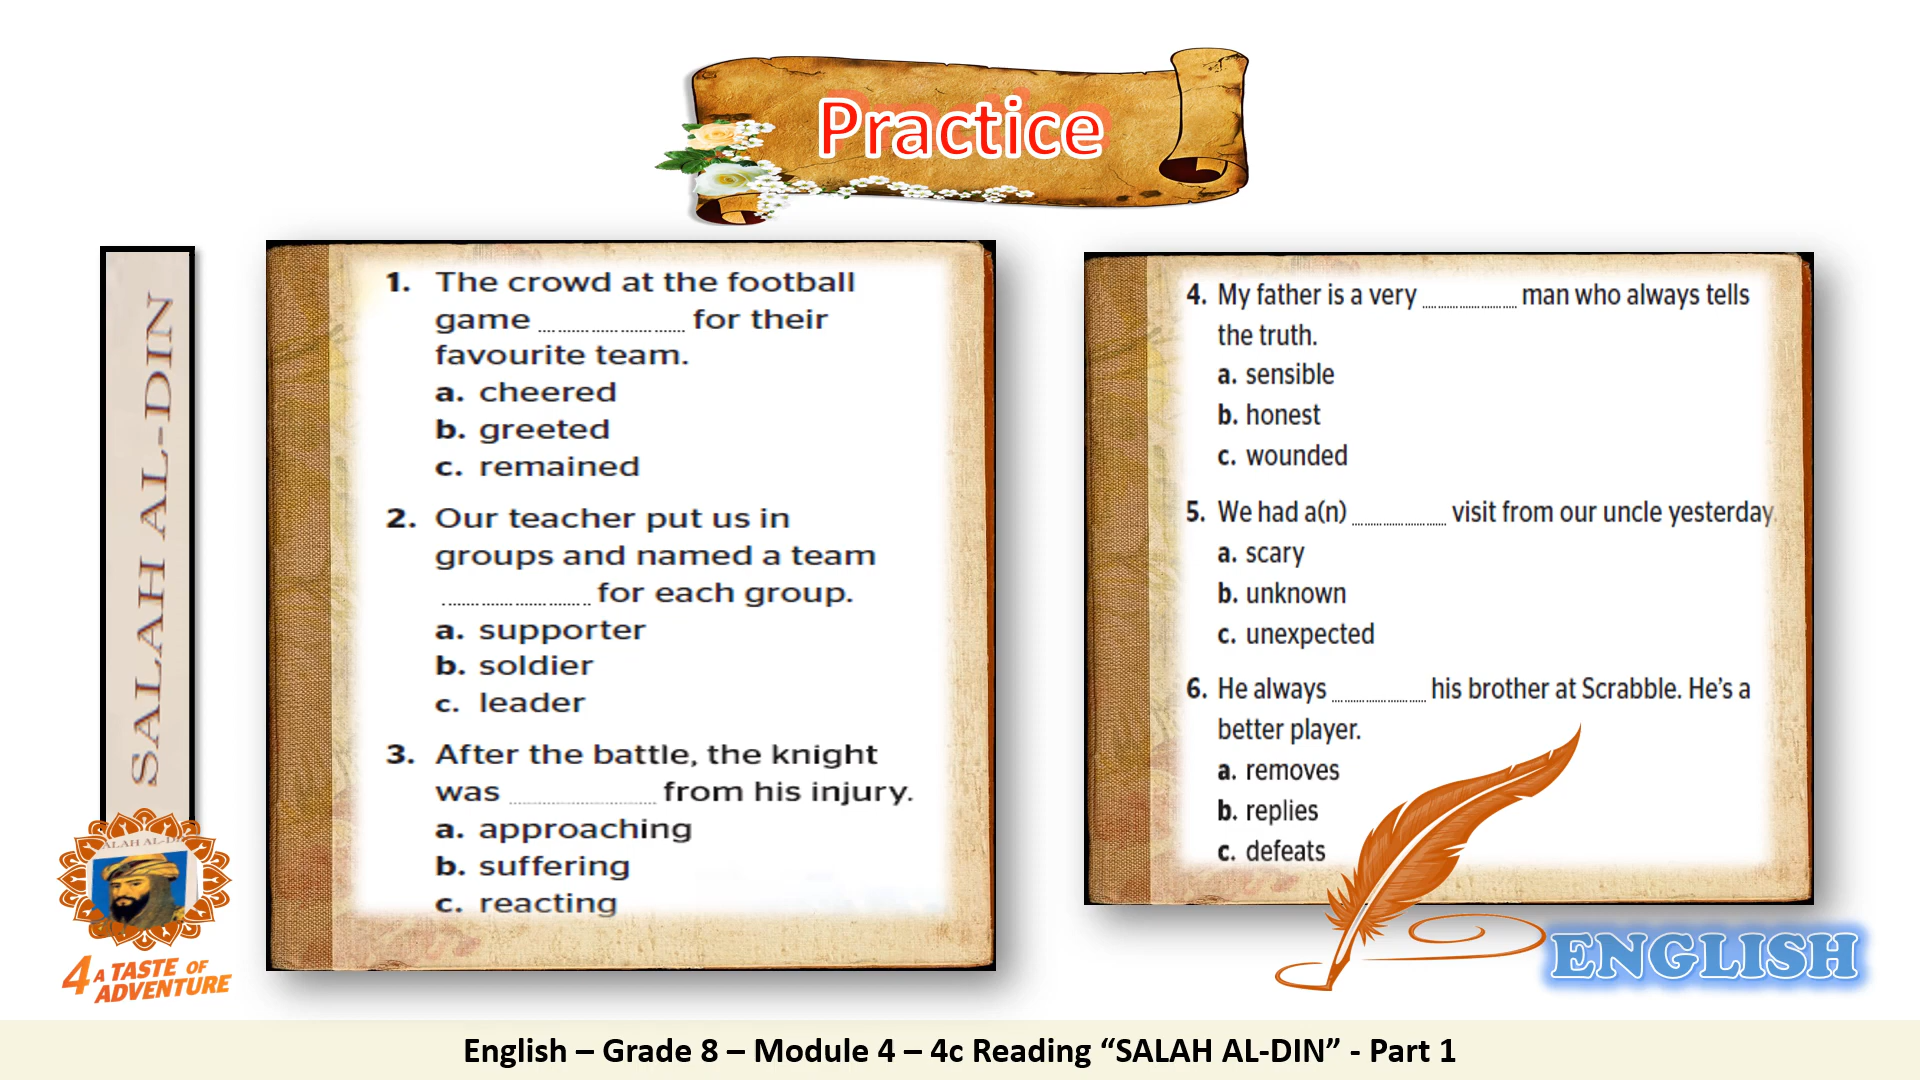 Practice
SALAH AL-DIN
1. The crowd at the football
game ................ for their
favourite team.
a. cheered
b. greeted
c. remained
2. Our teacher put us in
groups and named a team
................ for each group.
a. supporter
b. soldier
c. leader
3. After the battle, the knight
was ................ from his injury.
a. approaching
b. suffering
c. reacting
4. My father is a very ................ man who always tells
the truth.
a. sensible
b. honest
c. wounded
5. We had a(n) ................ visit from our uncle yesterday.
a. scary
b. unknown
c. unexpected
6. He always ................ his brother at Scrabble. He's a
better player.
a. removes
b. replies
c. defeats
4 A TASTE OF
ADVENTURE
ENGLISH
English – Grade 8 – Module 4 – 4c Reading “SALAH AL-DIN” - Part 1